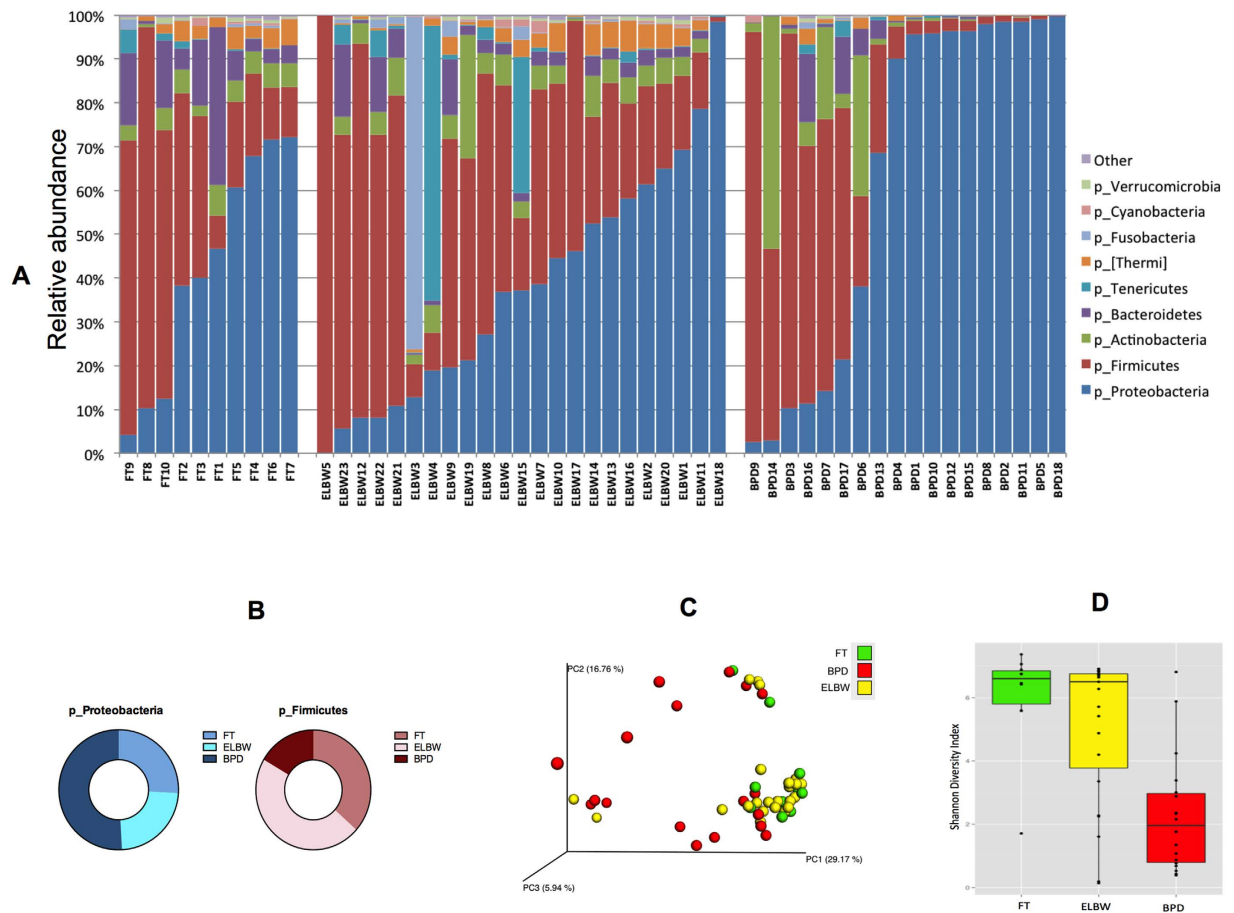 A
Relative abundance
100%
90%
80%
70%
60%
50%
40%
30%
20%
10%
0%
FT9 FT8 FT10 FT2 FT3 FT1 FT5 FT4 FT6 FT7
ELBW5 ELBW23 ELBW12 ELBW22 ELBW21 ELBW3 ELBW4 ELBW9 ELBW19 ELBW8 ELBW6 ELBW15 ELBW7 ELBW10 ELBW17 ELBW14 ELBW13 ELBW16 ELBW2 ELBW20 ELBW1 ELBW11 ELBW18
BPD9 BPD14 BPD3 BPD16 BPD7 BPD17 BPD6 BPD13 BPD4 BPD1 BPD10 BPD12 BPD15 BPD8 BPD2 BPD11 BPD5 BPD18
Other
p_Verrucomicrobia
p_Cyanobacteria
p_Fusobacteria
p_[Thermi]
p_Tenericutes
p_Bacteroidetes
p_Actinobacteria
p_Firmicutes
p_Proteobacteria
B
p_Proteobacteria
FT
ELBW
BPD
p_Firmicutes
FT
ELBW
BPD
C
FT
BPD
ELBW
PC2 (16.76 %)
PC1 (29.17 %)
PC3 (5.94 %)
D
Shannon Diversity Index
6
4
2
0
FT
ELBW
BPD